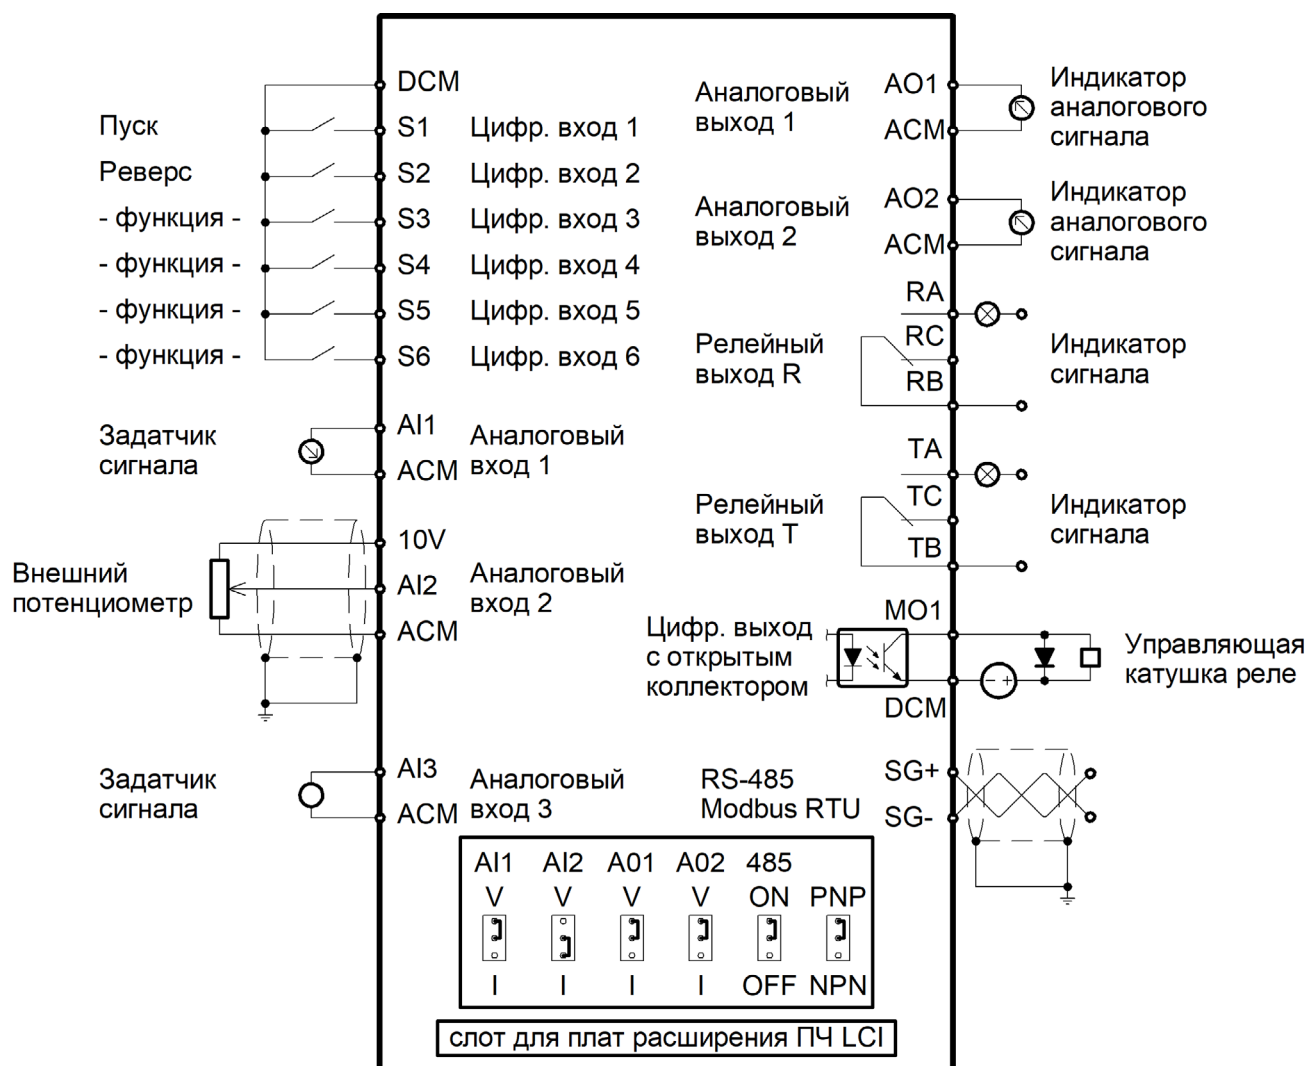 DCM
Пуск
S1
Цифр. вход 1
Реверс
S2
Цифр. вход 2
- функция -
S3
Цифр. вход 3
- функция -
S4
Цифр. вход 4
- функция -
S5
Цифр. вход 5
- функция -
S6
Цифр. вход 6
Задатчик
сигнала
AI1
ACM
Аналоговый
вход 1
Внешний
потенциометр
10V
AI2
ACM
Аналоговый
вход 2
Задатчик
сигнала
AI3
ACM
Аналоговый
вход 3
Аналоговый
выход 1
AO1
ACM
Индикатор
аналогового
сигнала
Аналоговый
выход 2
AO2
ACM
Индикатор
аналогового
сигнала
Релейный
выход R
RA
RC
RB
Индикатор
сигнала
Релейный
выход T
TA
TC
TB
Индикатор
сигнала
Цифр. выход
с открытым
коллектором
MO1
DCM
- +
Управляющая
катушка реле
RS-485
Modbus RTU
SG+
SG-
AI1 AI2 A01 A02 485
V V V V ON PNP
I I I I OFF NPN
слот для плат расширения ПЧ LCI